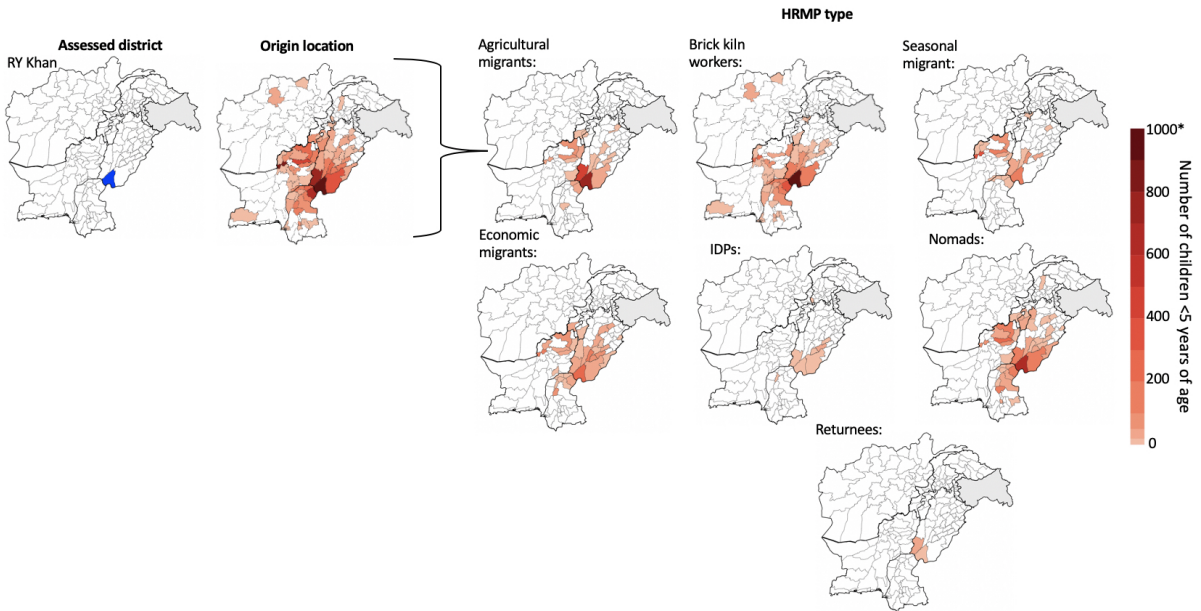 HRMP type
Assessed district
Origin location
RY Khan
Agricultural
migrants:
Brick kiln
workers:
Seasonal
migrant:
Economic
migrants:
IDPs:
Nomads:
Returnees:
1000*
800
600
400
200
0
Number of children <5 years of age